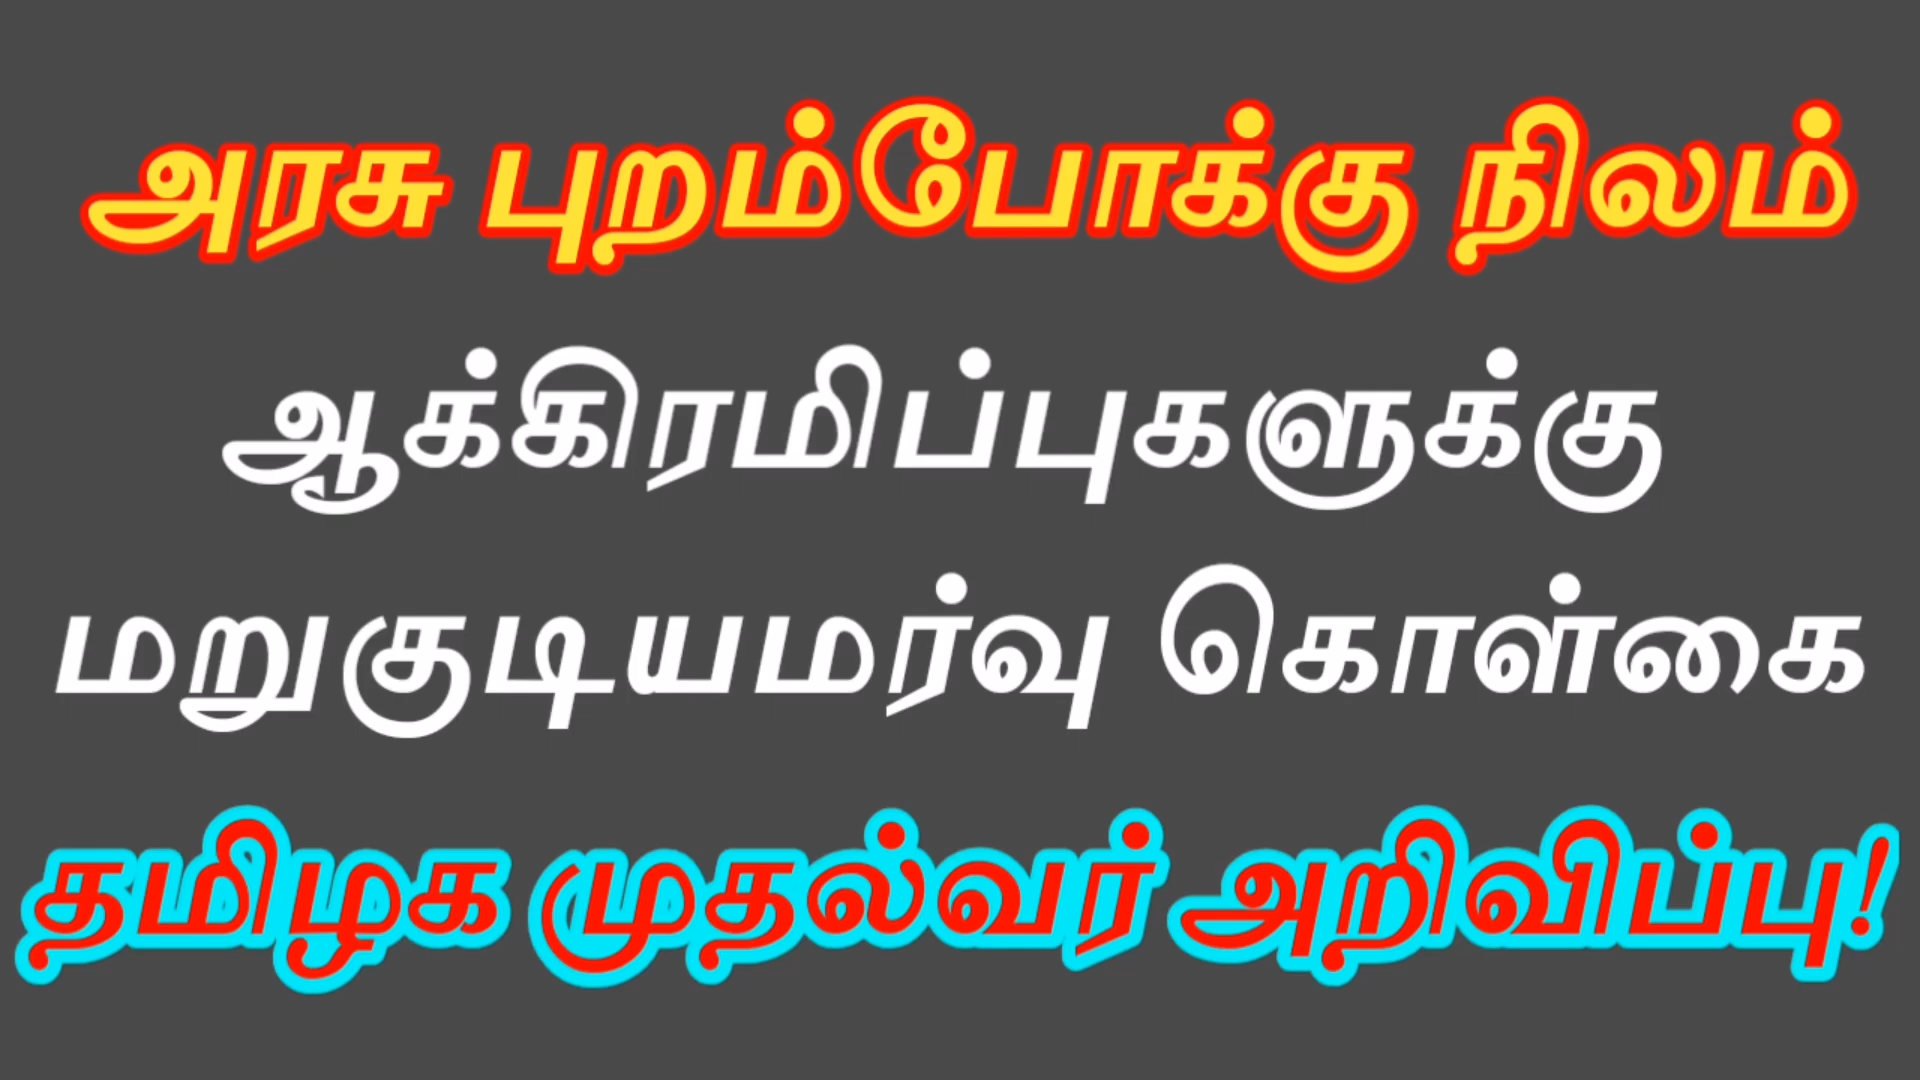 அரசு புறம்போக்கு நிலம்
ஆக்கிரமிப்புகளுக்கு
மறுகுடியமர்வு கொள்கை
தமிழக முதல்வர் அறிவிப்பு!